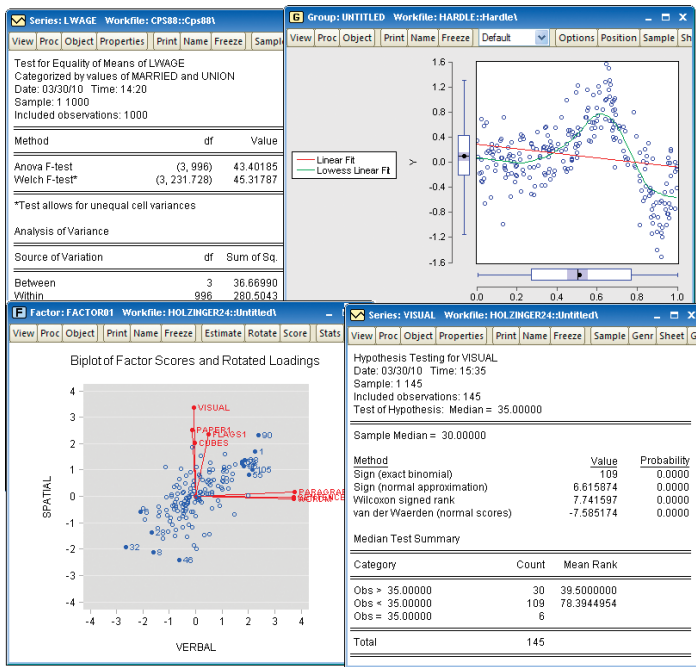 Series: LWAGE Workfile: CPS88::Cps88\
View Proc Object Properties Print Name Freeze Sampl
Test for Equality of Means of LWAGE
Categorized by values of MARRIED and UNION
Date: 03/30/10 Time: 14:20
Sample: 1 1000
Included observations: 1000
Method df Value
Anova F-test (3, 996) 43.40185
Welch F-test* (3, 231.728) 45.31787
*Test allows for unequal cell variances
Analysis of Variance
Source of Variation df Sum of Sq.
Between 3 36.66990
Within 996 280.5043
G Group: UNTITLED Workfile: HARDLE::Hardle\
View Proc Object Print Name Freeze Default Options Position Sample Sh
Linear Fit
Lowess Linear Fit
Y
1.6
1.2
0.8
0.4
0.0
-0.4
-0.8
-1.2
-1.6
0.0 0.2 0.4 0.6 0.8 1.0
F Factor: FACTOR01 Workfile: HOLZINGER24::Untitled\
View Proc Object Print Name Freeze Estimate Rotate Score Stats
Biplot of Factor Scores and Rotated Loadings
SPATIAL
4
3
2
1
0
-1
-2
-3
-4
VISUAL
PAPER1
FLAGS1
CUBES
90
1
105
55
PARAGRAP
28
32
8
46
-4 -3 -2 -1 0 1 2 3 4
VERBAL
Series: VISUAL Workfile: HOLZINGER24::Untitled\
View Proc Object Properties Print Name Freeze Sample Genr Sheet G
Hypothesis Testing for VISUAL
Date: 03/30/10 Time: 15:35
Sample: 1 145
Included observations: 145
Test of Hypothesis: Median = 35.00000
Sample Median = 30.00000
Method Value Probability
Sign (exact binomial) 109 0.0000
Sign (normal approximation) 6.615874 0.0000
Wilcoxon signed rank 7.741597 0.0000
van der Waerden (normal scores) -7.585174 0.0000
Median Test Summary
Category Count Mean Rank
Obs > 35.00000 30 39.5000000
Obs < 35.00000 109 78.3944954
Obs = 35.00000 6
Total 145